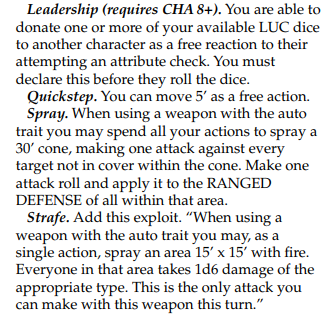 Leadership (requires CHA 8+). You are able to
donate one or more of your available LUC dice
to another character as a free reaction to their
attempting an attribute check. You must
declare this before they roll the dice.
Quickstep. You can move 5’ as a free action.
Spray. When using a weapon with the auto
trait you may spend all your actions to spray a
30’ cone, making one attack against every
target not in cover within the cone. Make one
attack roll and apply it to the RANGED
DEFENSE of all within that area.
Strafe. Add this exploit. “When using a
weapon with the auto trait you may, as a
single action, spray an area 15’ x 15’ with fire.
Everyone in that area takes 1d6 damage of the
appropriate type. This is the only attack you
can make with this weapon this turn.”